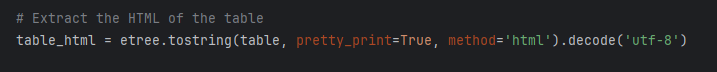 # Extract the HTML of the table
table_html = etree.tostring(table, pretty_print=True, method='html').decode('utf-8')